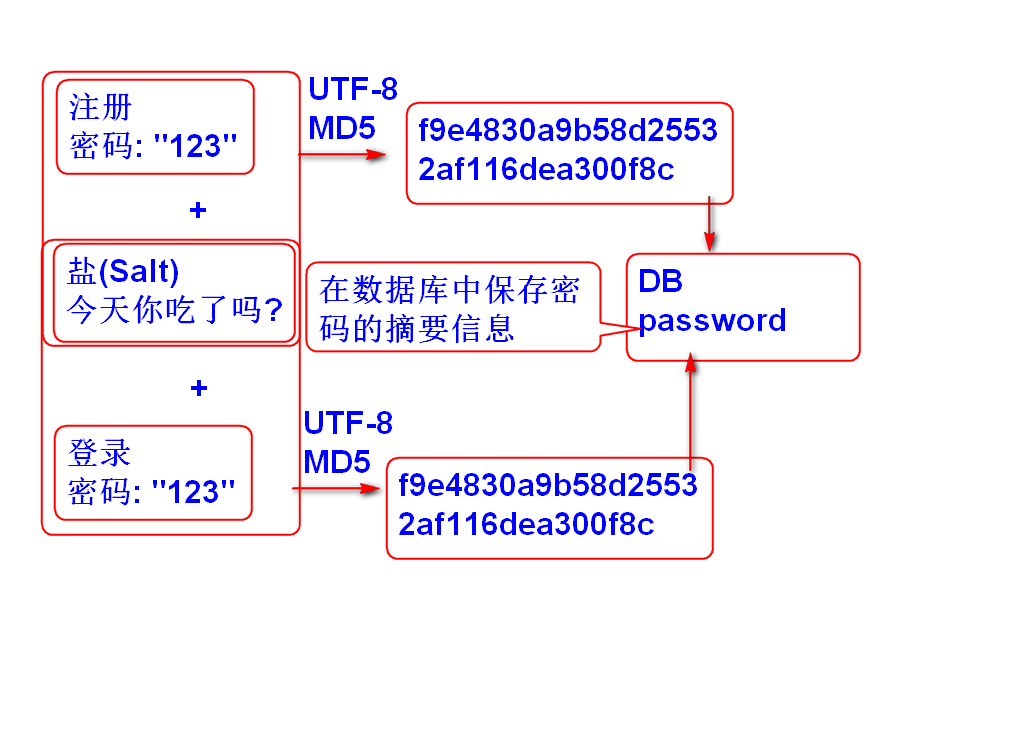 注册
密码: "123"
+
盐(Salt)
今天你吃了吗?
+
登录
密码: "123"
UTF-8
MD5
f9e4830a9b58d2553
2af116dea300f8c
在数据库中保存密
码的摘要信息
DB
password
UTF-8
MD5
f9e4830a9b58d2553
2af116dea300f8c